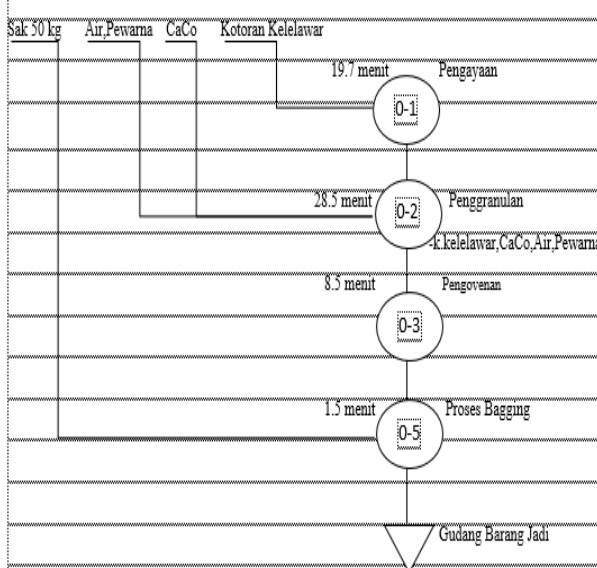 Sak 50 kg Air,Pewarna CaCo Kotoran Kelelawar
19.7 menit Pengayaan
0-1
28.5 menit Penggranulan
0-2
-k.kelelawar,CaCo,Air,Pewarna
8.5 menit Pengovenan
0-3
1.5 menit Proses Bagging
0-5
Gudang Barang Jadi